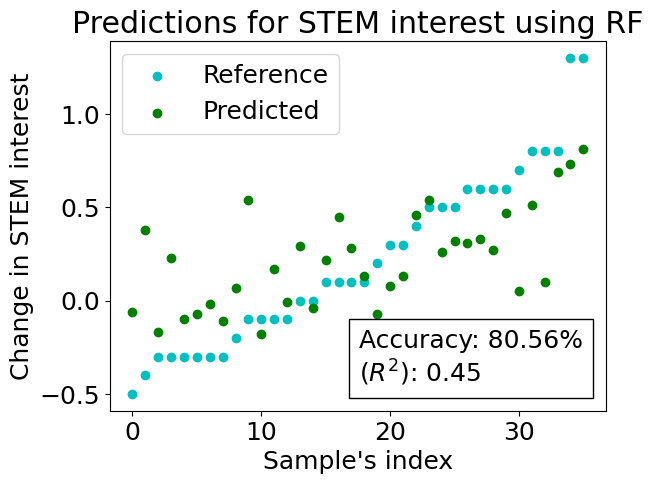 Predictions for STEM interest using RF
Reference
Predicted
Change in STEM interest
1.0
0.5
0.0
−0.5
Accuracy: 80.56%
(R²): 0.45
0 10 20 30
Sample's index